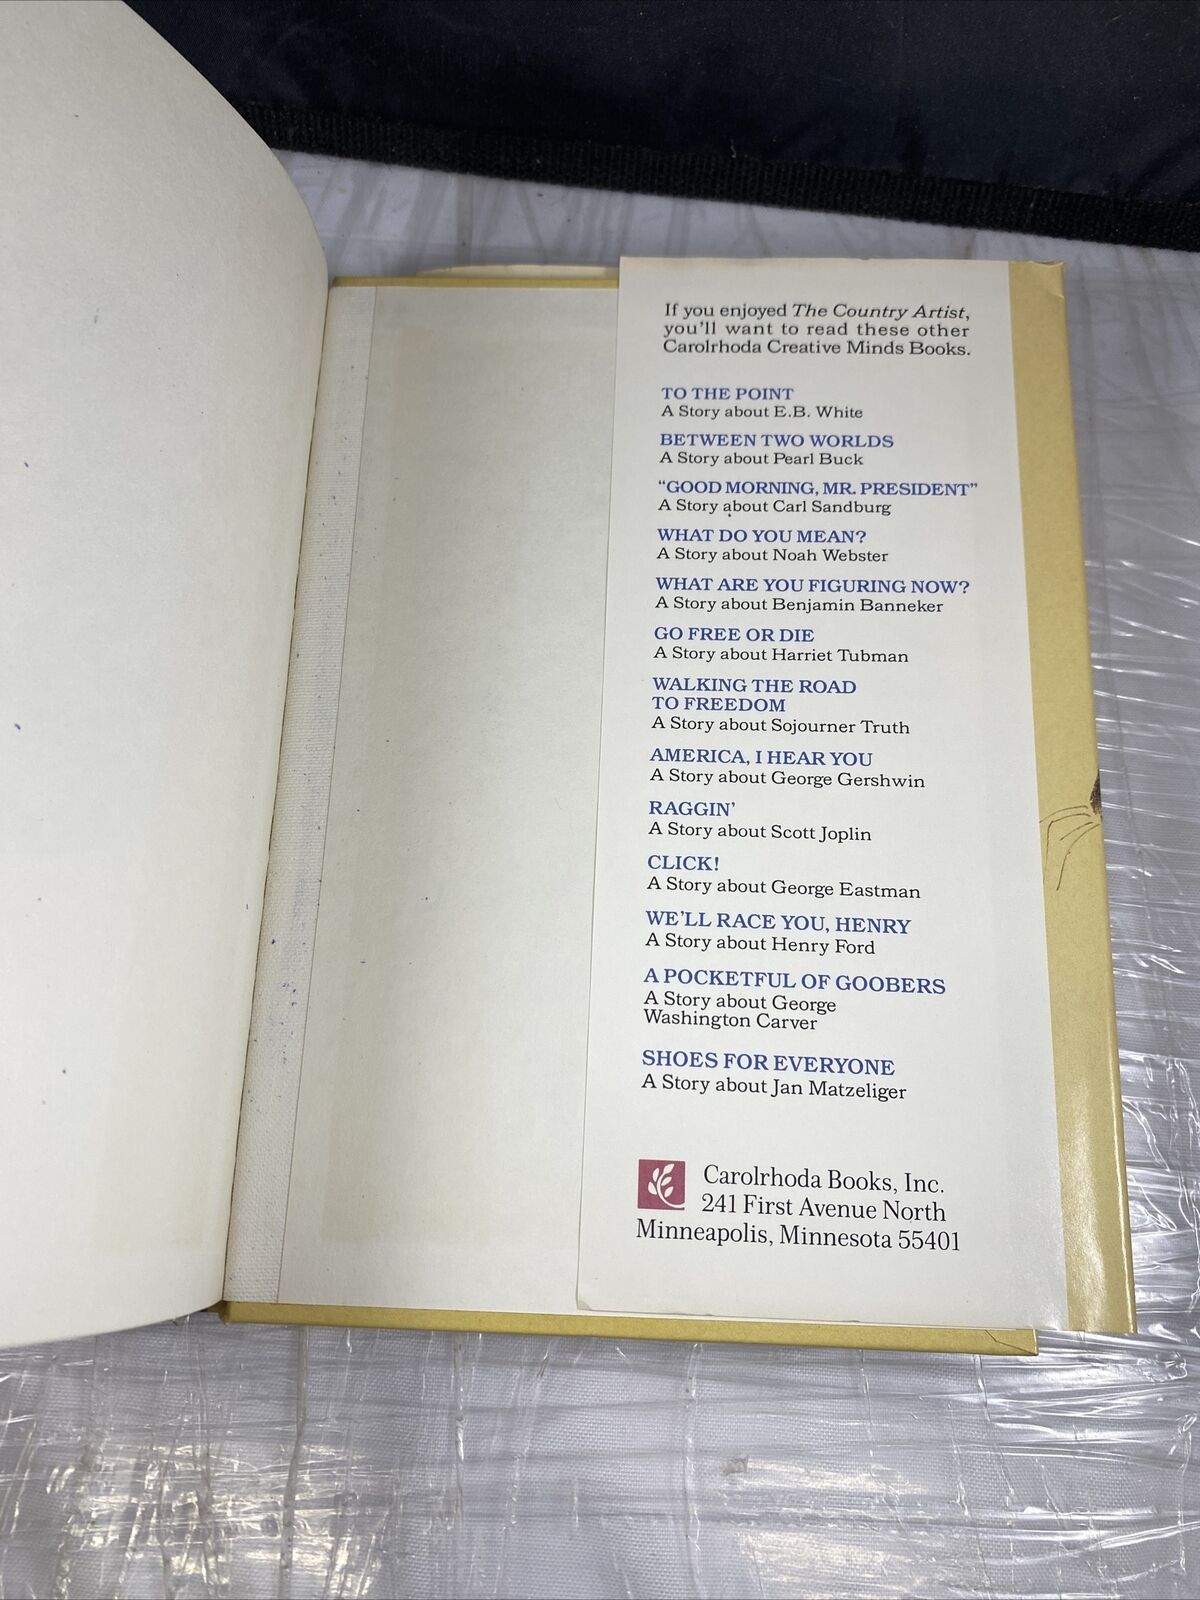 If you enjoyed The Country Artist,
you'll want to read these other
Carolrhoda Creative Minds Books.
TO THE POINT
A Story about E.B. White
BETWEEN TWO WORLDS
A Story about Pearl Buck
“GOOD MORNING, MR. PRESIDENT”
A Story about Carl Sandburg
WHAT DO YOU MEAN?
A Story about Noah Webster
WHAT ARE YOU FIGURING NOW?
A Story about Benjamin Banneker
GO FREE OR DIE
A Story about Harriet Tubman
WALKING THE ROAD
TO FREEDOM
A Story about Sojourner Truth
AMERICA, I HEAR YOU
A Story about George Gershwin
RAGGIN'
A Story about Scott Joplin
CLICK!
A Story about George Eastman
WE'LL RACE YOU, HENRY
A Story about Henry Ford
A POCKETFUL OF GOOBERS
A Story about George
Washington Carver
SHOES FOR EVERYONE
A Story about Jan Matzeliger
Carolrhoda Books, Inc.
241 First Avenue North
Minneapolis, Minnesota 55401